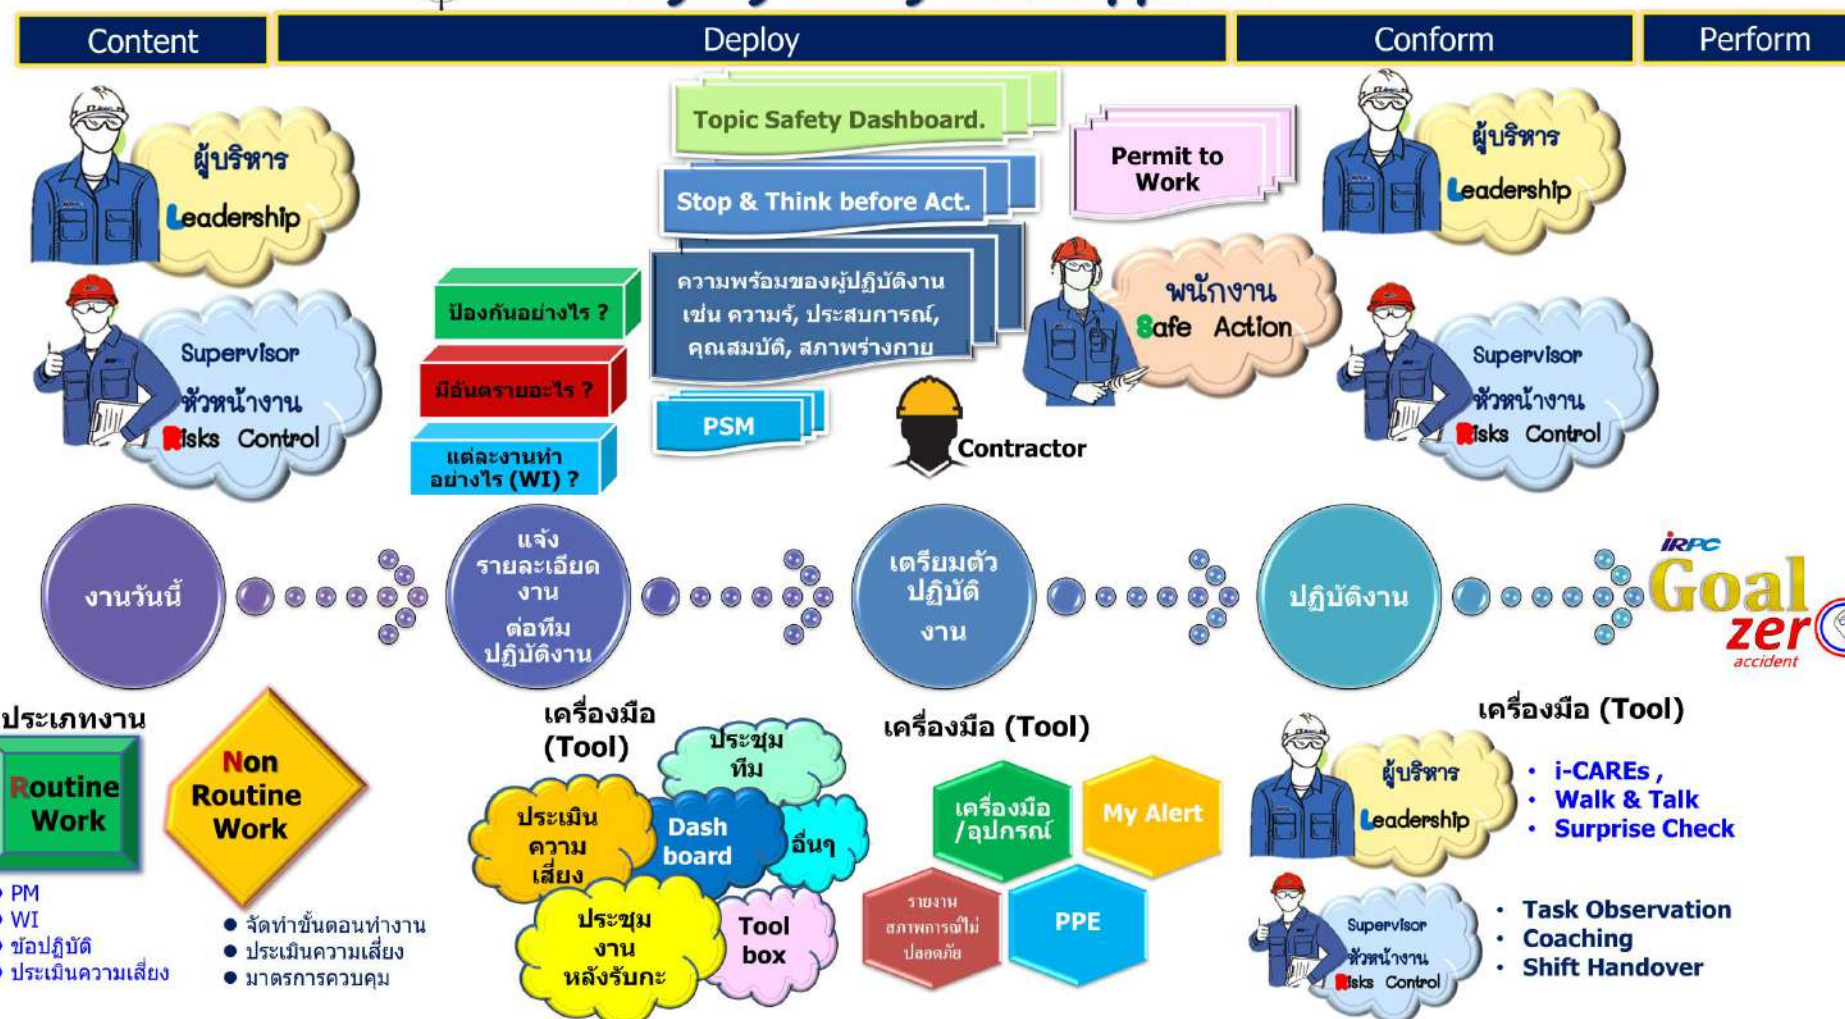 Content
Deploy
Conform
Perform
ผู้บริหาร
Leadership
Supervisor
หัวหน้างาน
Risks Control
ป้องกันอย่างไร ?
มีอันตรายอะไร ?
แต่ละงานทำ
อย่างไร (WI) ?
Topic Safety Dashboard.
Stop & Think before Act.
ความพร้อมของผู้ปฏิบัติงาน
เช่น ความรู้, ประสบการณ์,
คุณสมบัติ, สภาพร่างกาย
PSM
Permit to
Work
พนักงาน
Safe Action
Contractor
ผู้บริหาร
Leadership
Supervisor
หัวหน้างาน
Risks Control
งานวันนี้
แจ้ง
รายละเอียด
งาน
ต่อทีม
ปฏิบัติงาน
เตรียมตัว
ปฏิบัติ
งาน
ปฏิบัติงาน
IRPC
Goal
zer
accident
ประเภทงาน
Routine
Work
PM
WI
ข้อปฏิบัติ
ประเมินความเสี่ยง
Non
Routine
Work
จัดทำขั้นตอนทำงาน
ประเมินความเสี่ยง
มาตรการควบคุม
เครื่องมือ
(Tool)
ประชุม
ทีม
ประเมิน
ความ
เสี่ยง
Dash
board
อื่นๆ
ประชุม
งาน
หลังรับกะ
Tool
box
เครื่องมือ (Tool)
เครื่องมือ
/อุปกรณ์
My Alert
รายงาน
สภาพการณ์ไม่
ปลอดภัย
PPE
เครื่องมือ (Tool)
ผู้บริหาร
Leadership
• i-CAREs ,
• Walk & Talk
• Surprise Check
Supervisor
หัวหน้างาน
Risks Control
• Task Observation
• Coaching
• Shift Handover